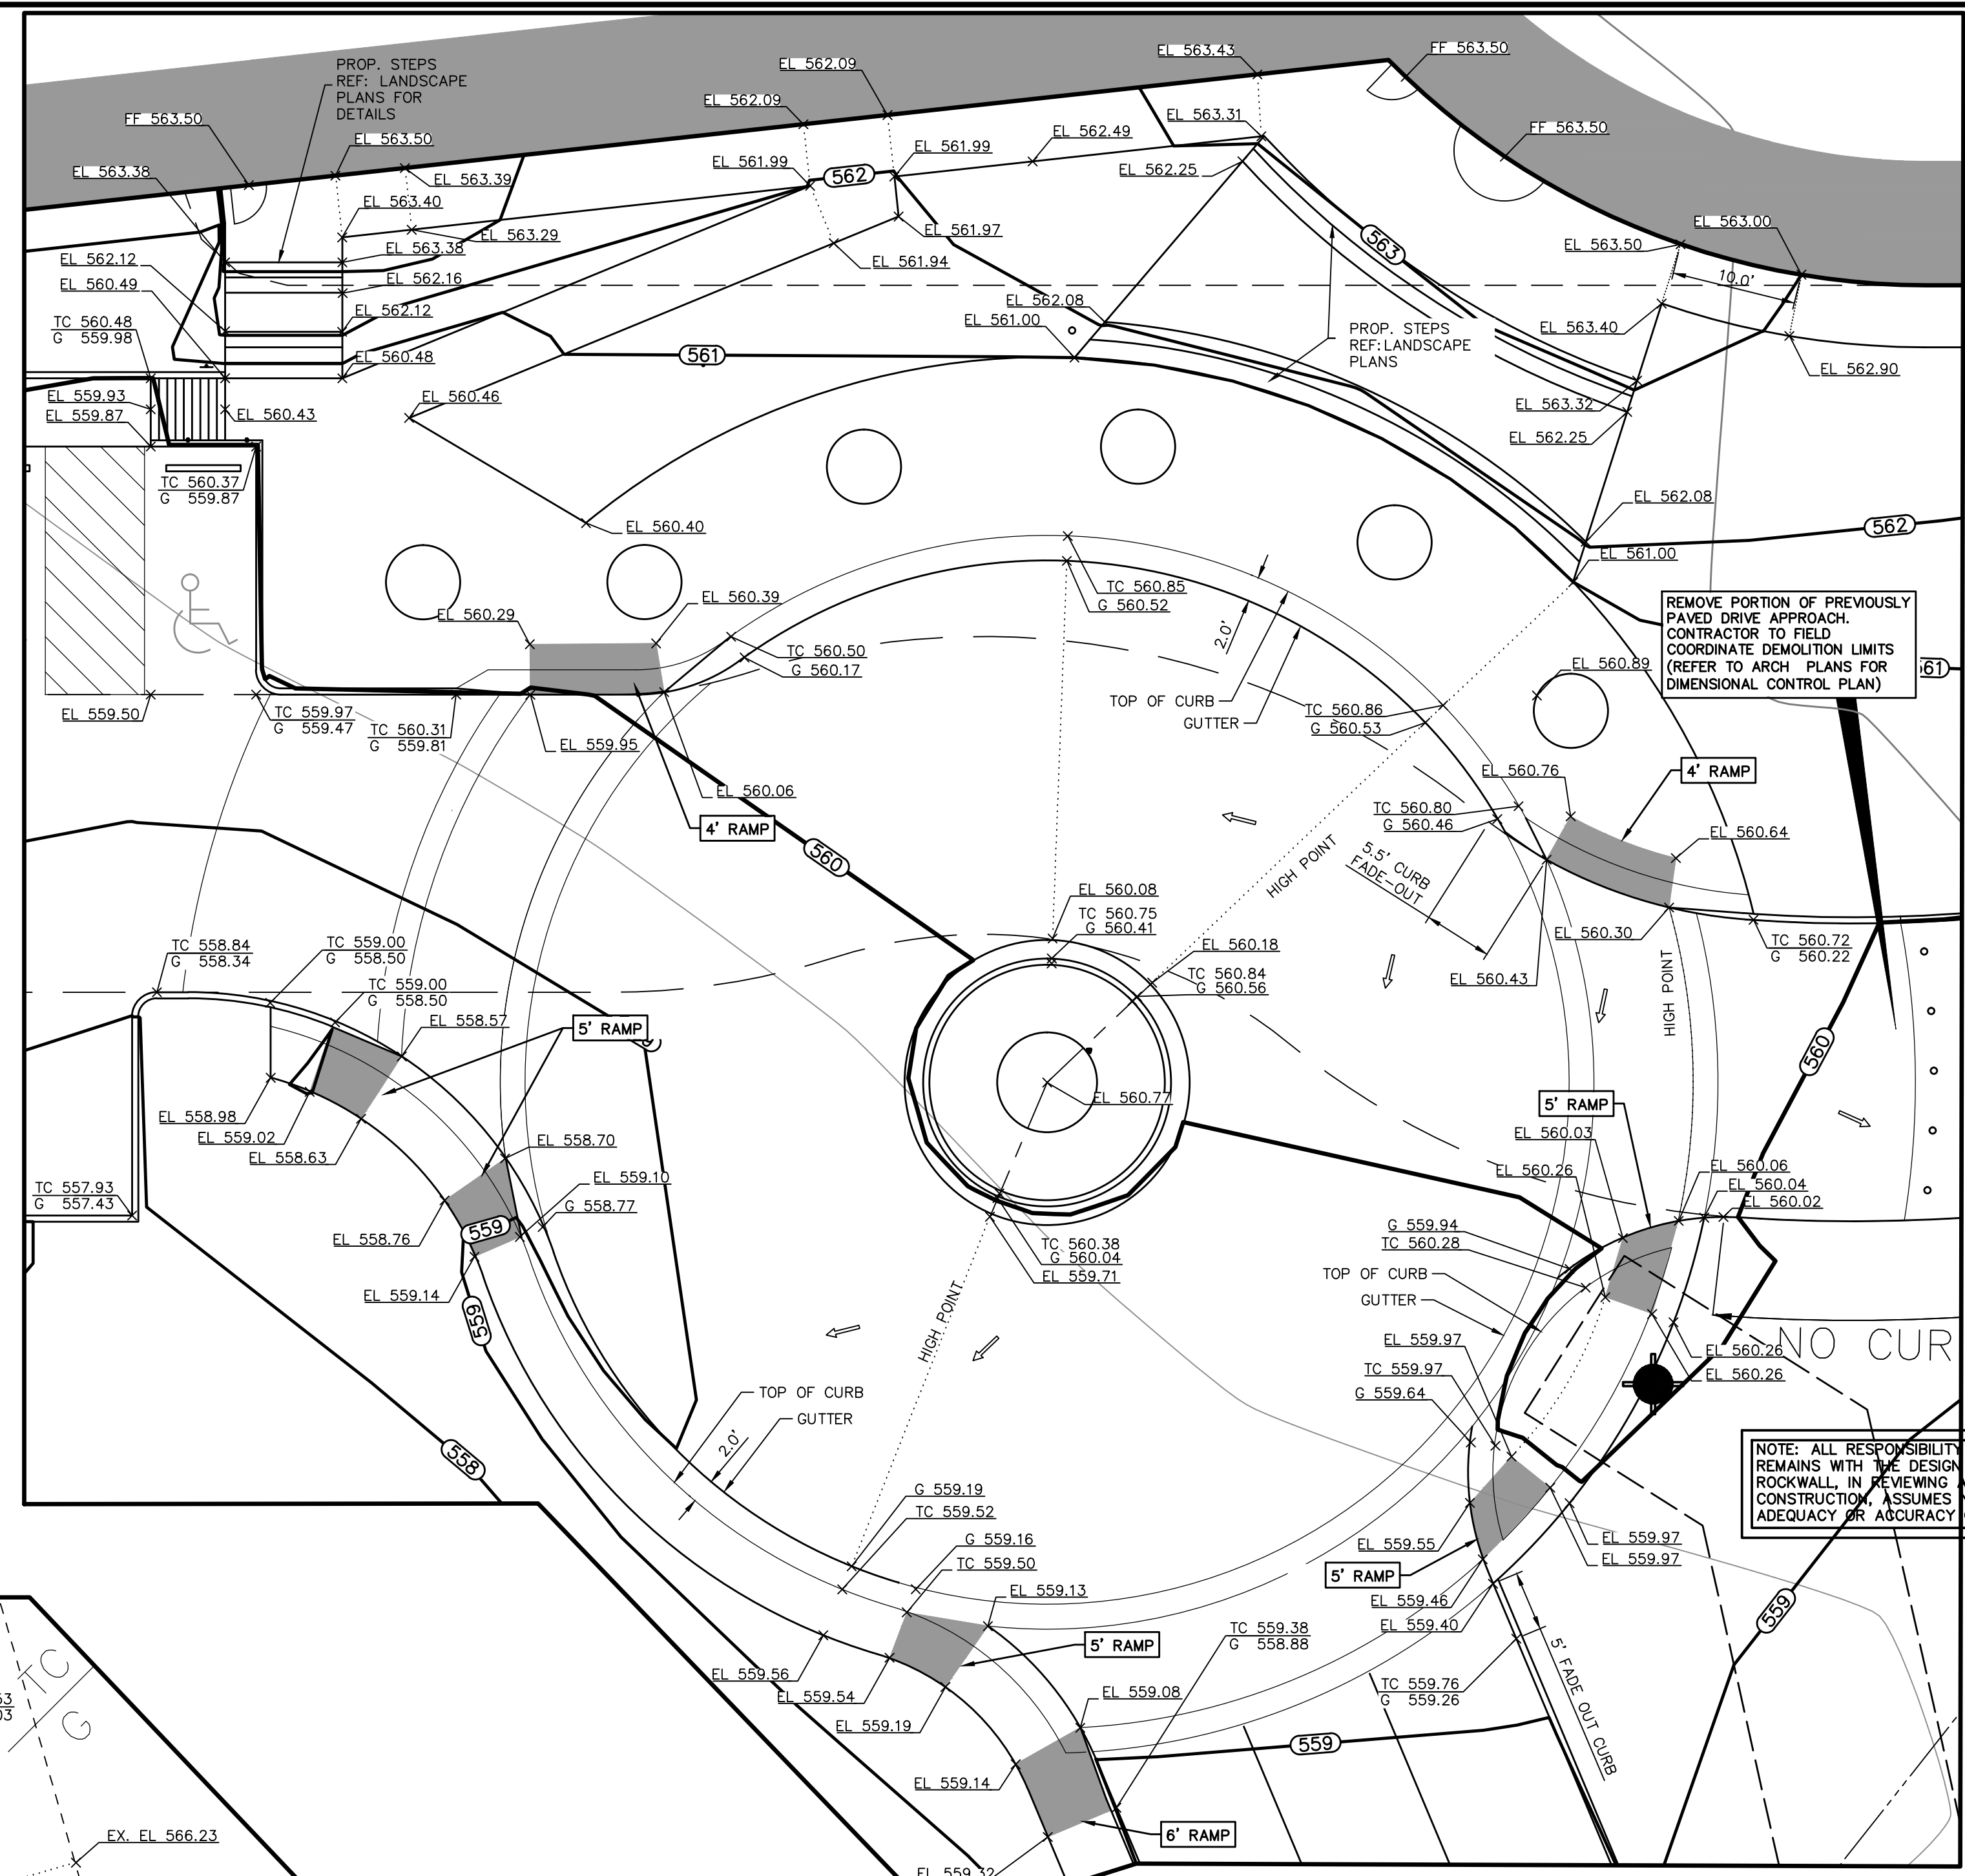 PROP. STEPS
REF: LANDSCAPE
PLANS FOR
DETAILS
FF 563.50
EL 563.38
EL 563.50
EL 563.39
EL 563.40
EL 563.29
EL 563.38
EL 562.16
EL 562.12
EL 562.12
EL 560.49
TC 560.48
G 559.98
EL 560.48
EL 559.93
EL 559.87
EL 560.43
TC 560.37
G 559.87
EL 562.09
EL 562.09
EL 561.99
562
EL 561.99
EL 562.49
EL 561.97
EL 561.94
EL 563.43
FF 563.50
EL 563.31
EL 562.25
FF 563.50
563
EL 563.50
EL 563.00
10.0'
EL 563.40
EL 562.90
EL 563.32
EL 562.25
EL 562.08
EL 561.00
561
PROP. STEPS
REF:LANDSCAPE
PLANS
EL 560.46
EL 560.40
EL 562.08
562
EL 561.00
REMOVE PORTION OF PREVIOUSLY
PAVED DRIVE APPROACH.
CONTRACTOR TO FIELD
COORDINATE DEMOLITION LIMITS
(REFER TO ARCH PLANS FOR
DIMENSIONAL CONTROL PLAN)
61
EL 560.29
EL 560.39
TC 560.50
G 560.17
TC 560.85
G 560.52
2.0'
TOP OF CURB
GUTTER
TC 560.86
G 560.53
EL 560.89
EL 559.50
TC 559.97
G 559.47
TC 560.31
G 559.81
EL 559.95
EL 560.06
4' RAMP
560
HIGH POINT
EL 560.76
4' RAMP
TC 560.80
G 560.46
EL 560.64
5.5' CURB
FADE-OUT
EL 560.30
EL 560.43
TC 560.72
G 560.22
HIGH POINT
EL 560.08
TC 560.75
G 560.41
EL 560.18
TC 560.84
G 560.56
EL 560.77
TC 558.84
G 558.34
TC 559.00
G 558.50
TC 559.00
G 558.50
EL 558.57
5' RAMP
EL 558.98
EL 559.02
EL 558.63
EL 558.70
EL 559.10
G 558.77
559
EL 558.76
EL 559.14
559
TC 557.93
G 557.43
558
TC 560.38
G 560.04
EL 559.71
HIGH POINT
560
5' RAMP
EL 560.03
EL 560.26
EL 560.06
EL 560.04
EL 560.02
G 559.94
TC 560.28
TOP OF CURB
GUTTER
EL 559.97
TC 559.97
G 559.64
EL 560.26
EL 560.26
NO CUR
NOTE: ALL RESPONSIBILITY
REMAINS WITH THE DESIGN
ROCKWALL, IN REVIEWING A
CONSTRUCTION, ASSUMES
ADEQUACY OR ACCURACY
TOP OF CURB
GUTTER
2.0'
G 559.19
TC 559.52
G 559.16
TC 559.50
EL 559.13
EL 559.55
5' RAMP
EL 559.97
EL 559.97
EL 559.46
EL 559.40
559
5' FADE OUT CURB
TC 559.38
G 558.88
5' RAMP
EL 559.56
EL 559.54
EL 559.19
EL 559.08
TC 559.76
G 559.26
559
EL 559.14
6' RAMP
EL 559.32
TC
G
53
03
EX. EL 566.23